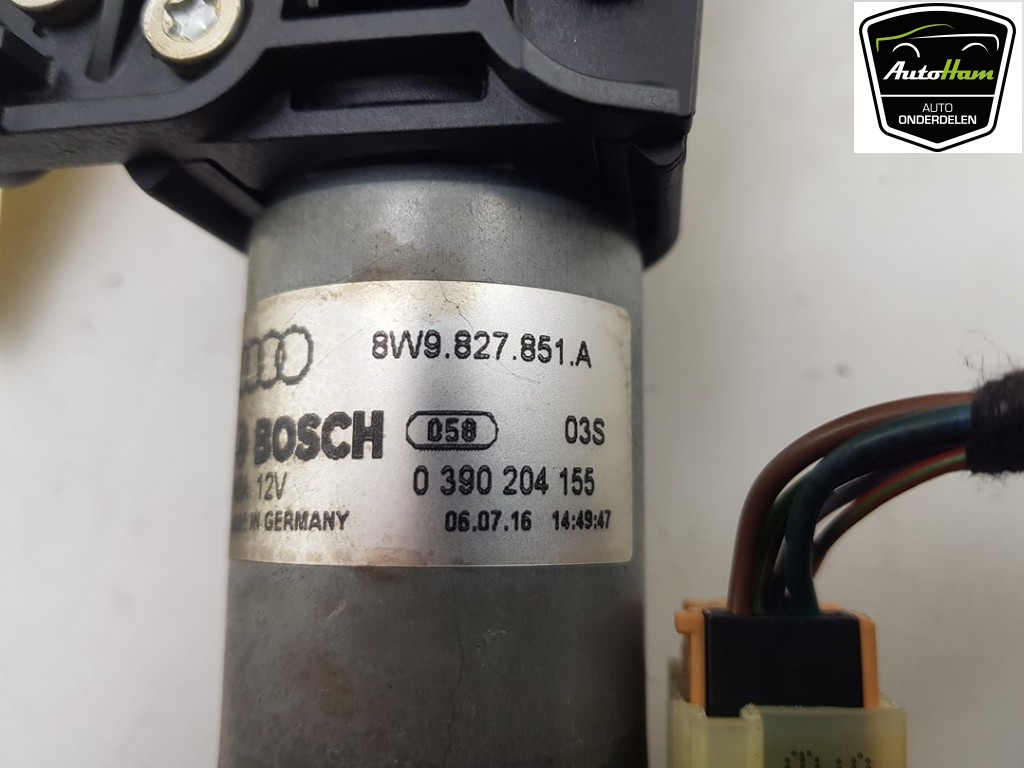 AutoHam
AUTO
ONDERDELEN
8W9.827.851.A
BOSCH 058 03S
12V 0 390 204 155
IN GERMANY 06.07.16 14:49:47